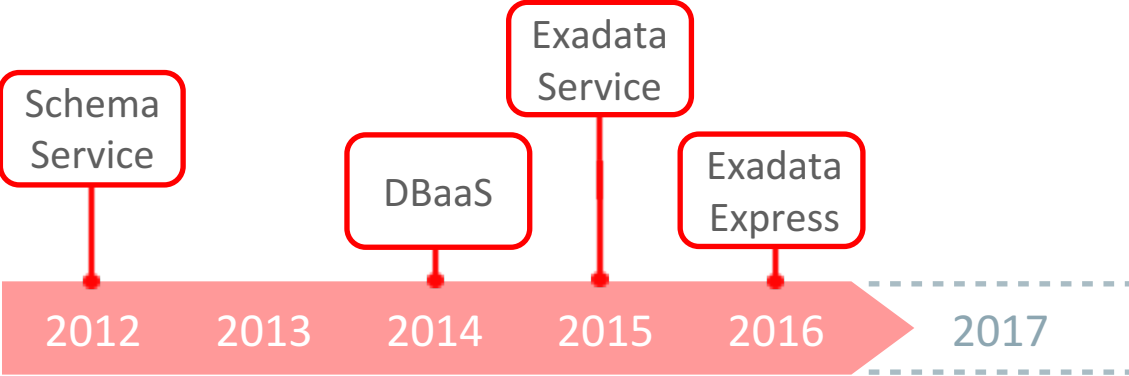 Schema
Service
DBaaS
Exadata
Service
Exadata
Express
2012
2013
2014
2015
2016
2017